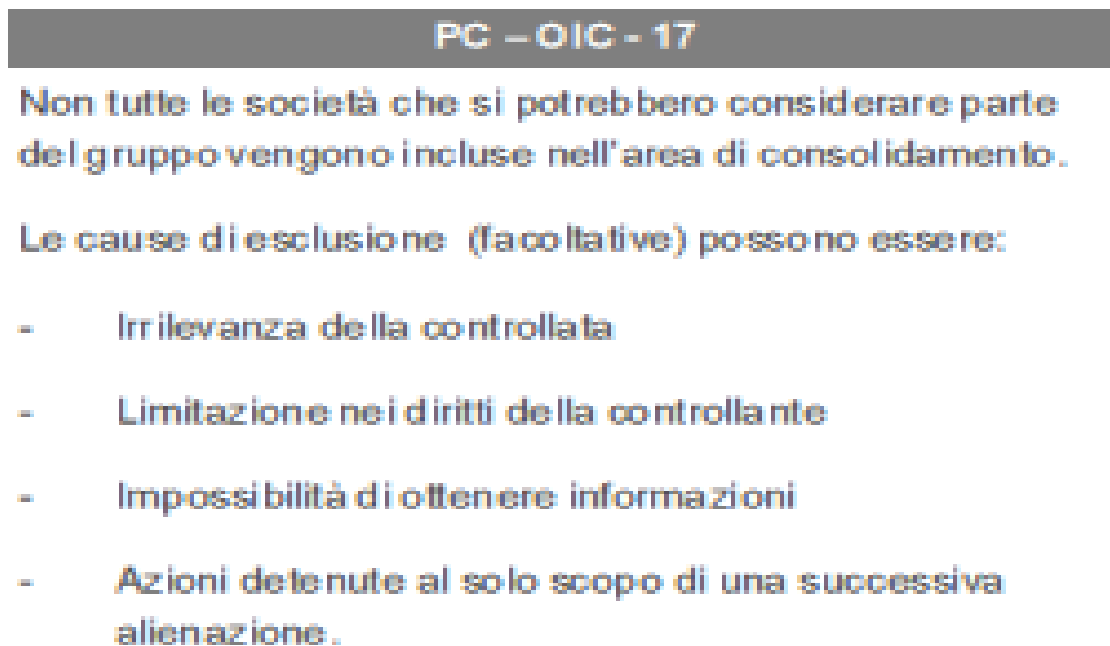 PC – OIC - 17
Non tutte le società che si potrebbero considerare parte
del gruppo vengono incluse nell'area di consolidamento.
Le cause di esclusione (facoltative) possono essere:
- Irrilevanza della controllata
- Limitazione nei diritti della controllante
- Impossibilità di ottenere informazioni
- Azioni detenute al solo scopo di una successiva
alienazione.